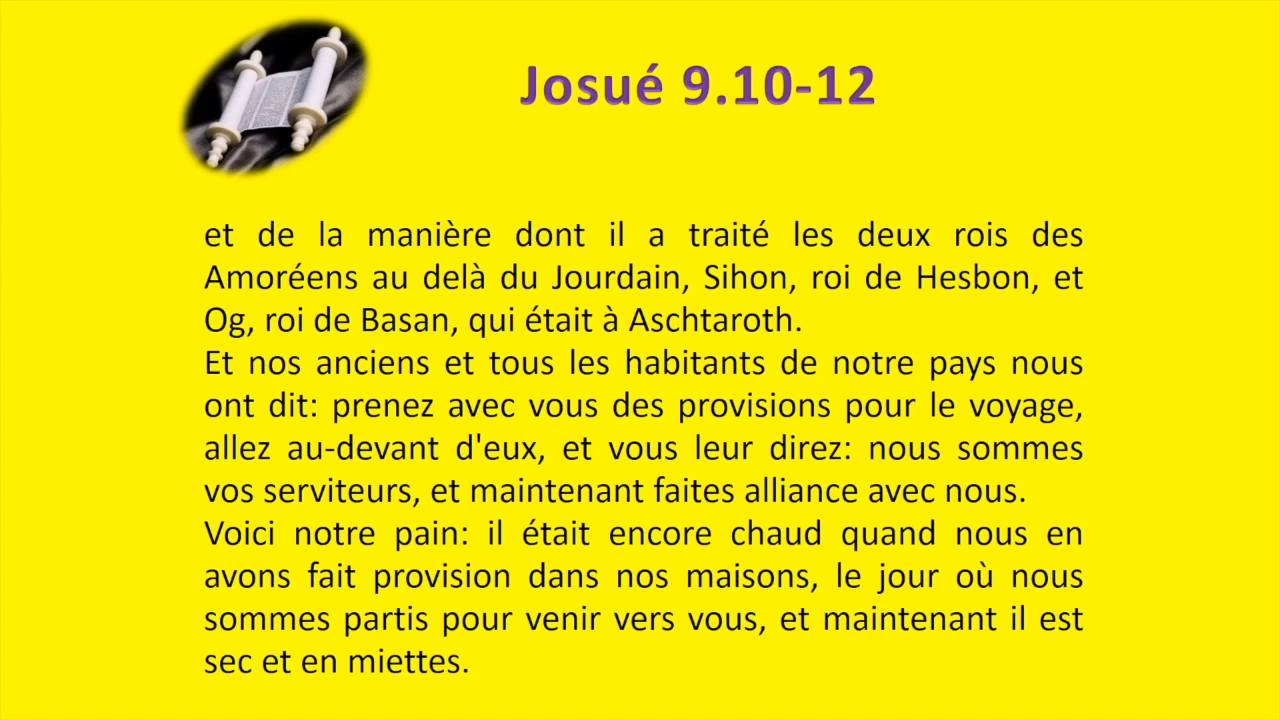 Josué 9.10-12
et de la manière dont il a traité les deux rois des
Amoréens au delà du Jourdain, Sihon, roi de Hesbon, et
Og, roi de Basan, qui était à Aschtaroth.
Et nos anciens et tous les habitants de notre pays nous
ont dit: prenez avec vous des provisions pour le voyage,
allez au-devant d'eux, et vous leur direz: nous sommes
vos serviteurs, et maintenant faites alliance avec nous.
Voici notre pain: il était encore chaud quand nous en
avons fait provision dans nos maisons, le jour où nous
sommes partis pour venir vers vous, et maintenant il est
sec et en miettes.